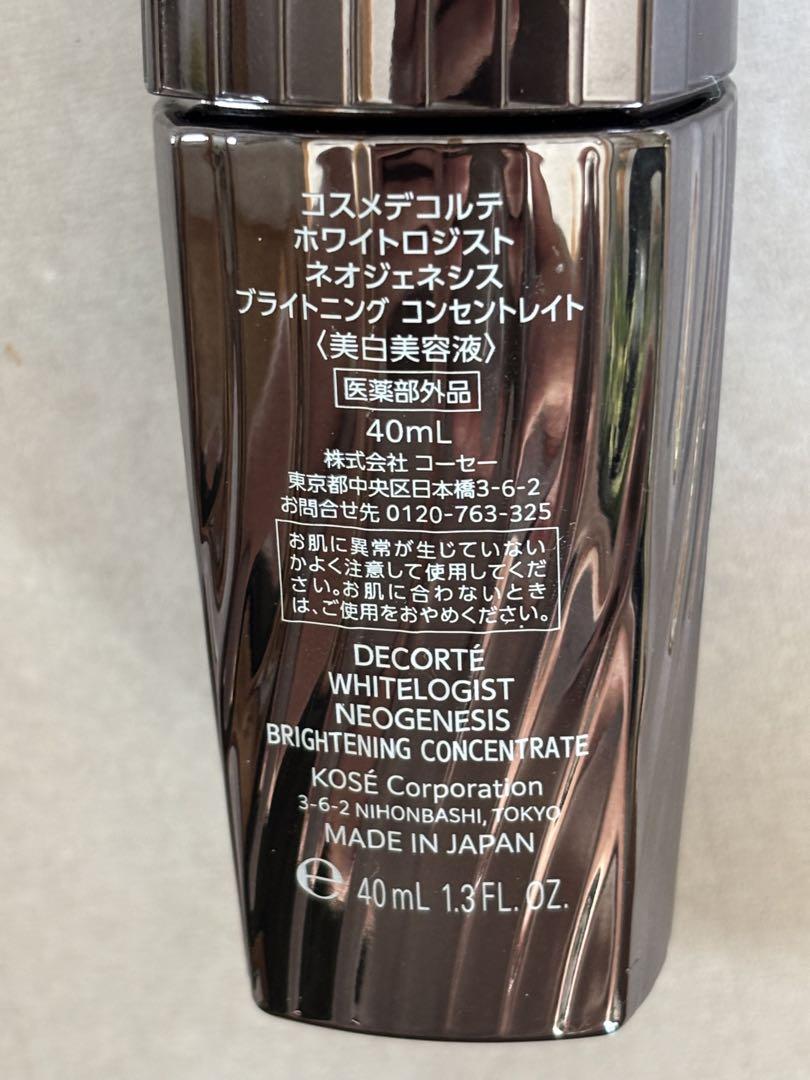 コスメデコルテ
ホワイトロジスト
ネオジェネシス
ブライトニング コンセントレイト
〈美白美容液〉
医薬部外品
40mL
株式会社 コーセー
東京都中央区日本橋3-6-2
お問合せ先 0120-763-325
お肌に異常が生じていない
かよく注意して使用してくだ
さい。お肌に合わないとき
は、ご使用をおやめください。
DECORTÉ
WHITELOGIST
NEOGENESIS
BRIGHTENING CONCENTRATE
KOSÉ Corporation
3-6-2 NIHONBASHI, TOKYO
MADE IN JAPAN
℮ 40 mL 1.3 FL. OZ.